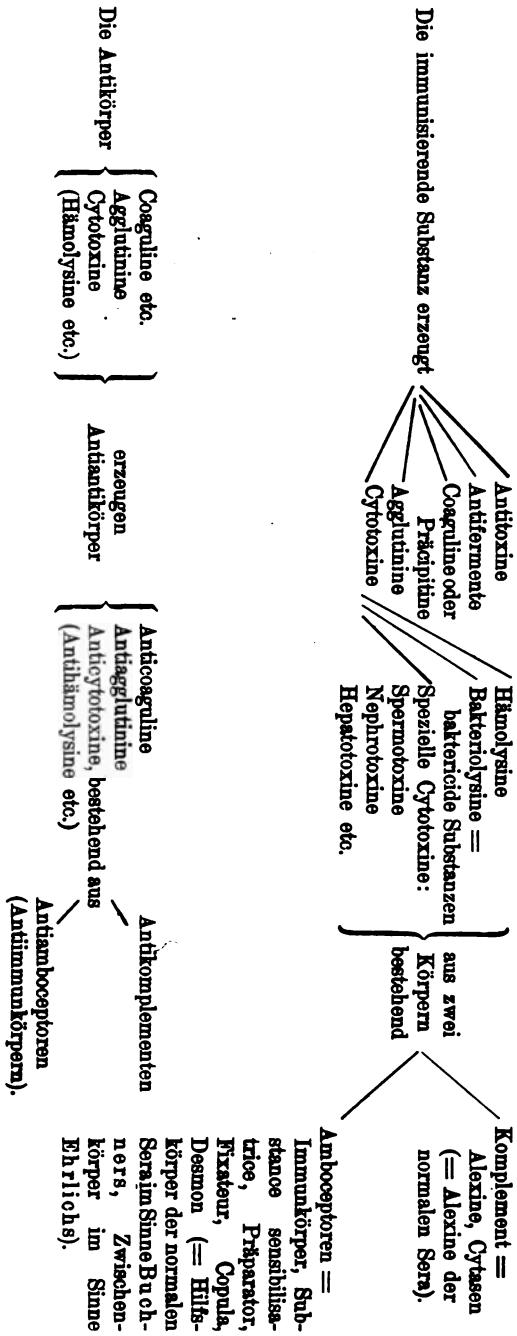 Die immunisierende Substanz erzeugt
Antitoxine
Antifermente
Coaguline oder
Präcipitine
Agglutinine
Cytotoxine
Hämolysine
Bakteriolysine =
baktericide Substanzen
Spezielle Cytotoxine:
Spermotoxine
Nephrotoxine
Hepatotoxine etc.
aus zwei
Körpern
bestehend
Komplement =
Alexine, Cytasen
(= Alexine der
normalen Sera).
Amboceptoren =
Immunkörper, Sub-
stance sensibilisa-
trice, Präparator,
Fixateur, Copula,
Desmon (= Hilfs-
körper der normalen
Sera im Sinne Buch-
ners, Zwischen-
körper im Sinne
Ehrlichs).
Die Antikörper
Coaguline etc.
Agglutinine
Cytotoxine
(Hämolysine etc.)
erzeugen
Antiantikörper
Anticoaguline
Antiagglutinine
Anticytotoxine, bestehend aus
(Antihämolysine etc.)
Antikomplementen
Antiamboceptoren
(Antiimmunkörpern).